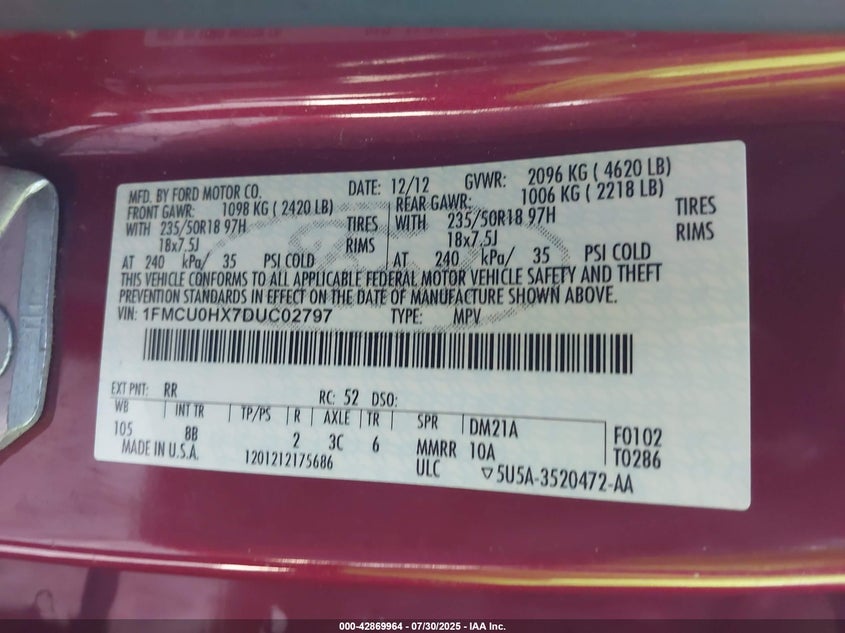 MFD. BY FORD MOTOR CO. DATE: 12/12 GVWR: 2096 KG ( 4620 LB)
FRONT GAWR: 1098 KG ( 2420 LB) REAR GAWR: 1006 KG ( 2218 LB)
WITH 235/50R18 97H TIRES WITH 235/50R18 97H TIRES
18x7.5J RIMS 18x7.5J RIMS
AT 240 kPa/ 35 PSI COLD AT 240 kPa/ 35 PSI COLD
THIS VEHICLE CONFORMS TO ALL APPLICABLE FEDERAL MOTOR VEHICLE SAFETY AND THEFT
PREVENTION STANDARDS IN EFFECT ON THE DATE OF MANUFACTURE SHOWN ABOVE.
VIN: 1FMCU0HX7DUC02797 TYPE: MPV
EXT PNT: RR RC: 52 DSO:
WB INT TR TP/PS R AXLE TR SPR DM21A F0102
105 8B 2 3C 6 MMRR 10A T0286
MADE IN U.S.A. 1201212175686 ULC ▽5U5A-3520472-AA
000-42869964 / 07/30/2025 - IAA Inc.